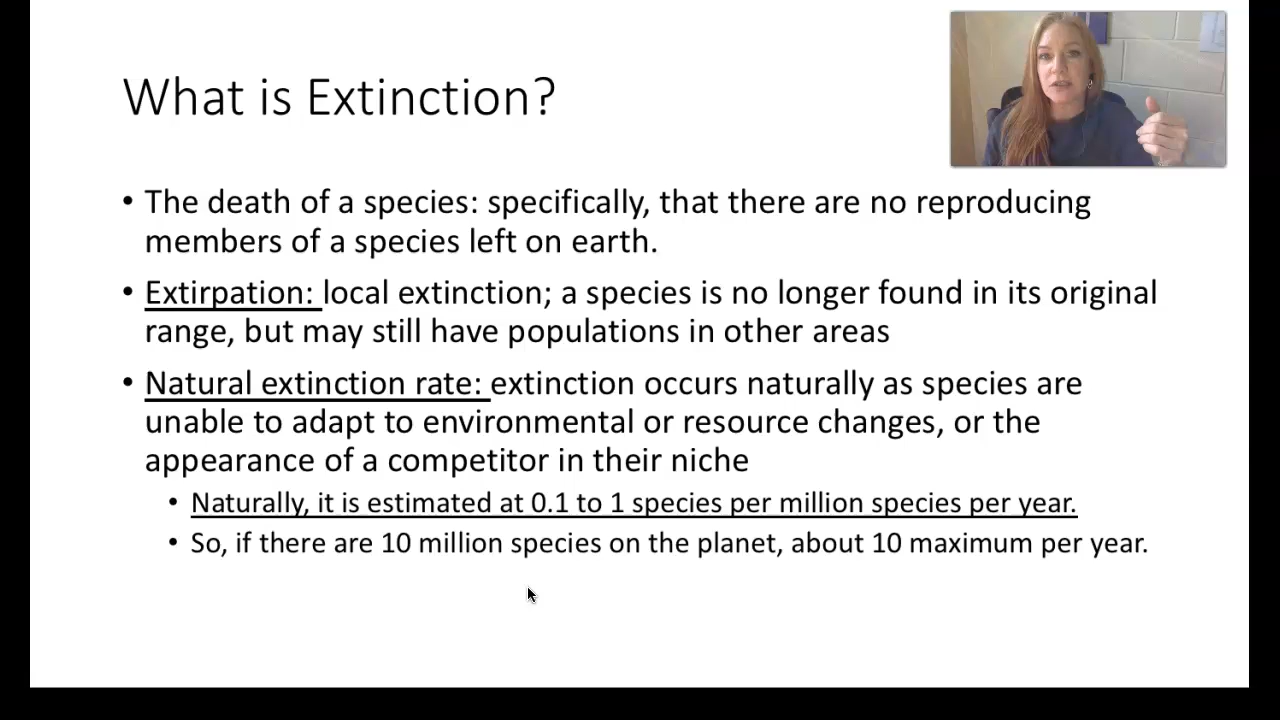 What is Extinction?
• The death of a species: specifically, that there are no reproducing
members of a species left on earth.
• Extirpation: local extinction; a species is no longer found in its original
range, but may still have populations in other areas
• Natural extinction rate: extinction occurs naturally as species are
unable to adapt to environmental or resource changes, or the
appearance of a competitor in their niche
• Naturally, it is estimated at 0.1 to 1 species per million species per year.
• So, if there are 10 million species on the planet, about 10 maximum per year.